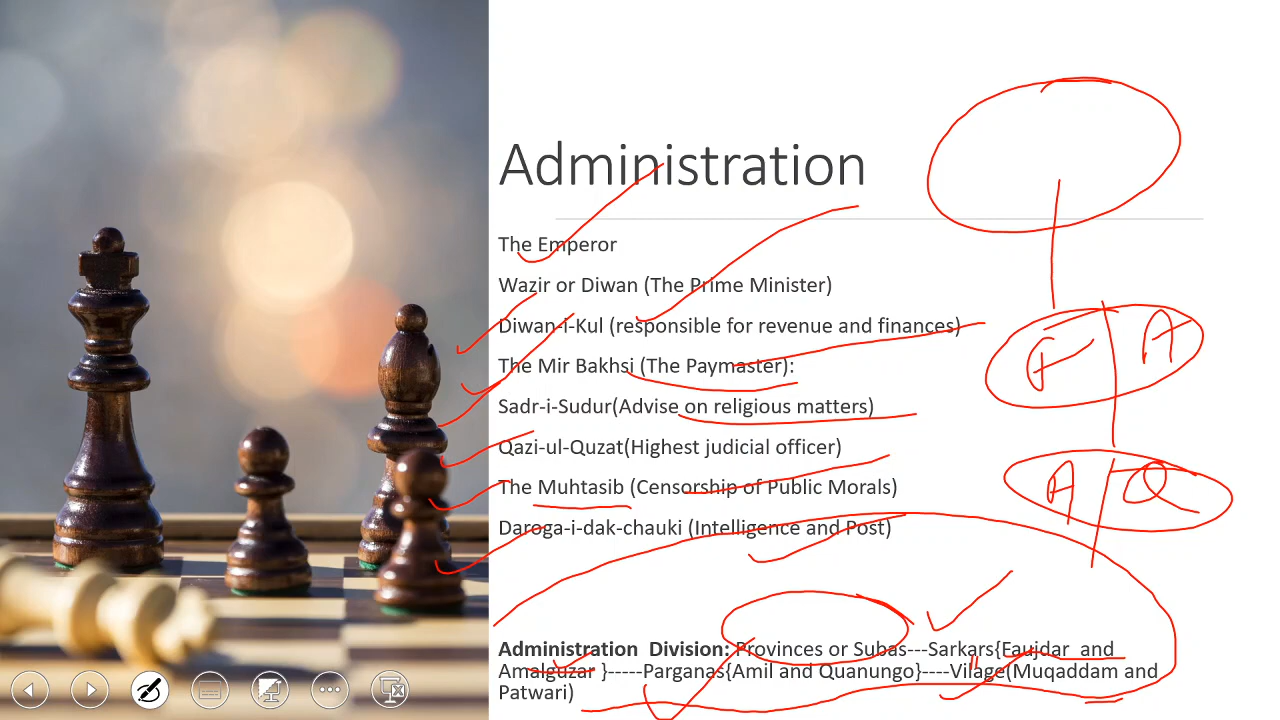 Administration
The Emperor
Wazir or Diwan (The Prime Minister)
Diwan-i-Kul (responsible for revenue and finances)
The Mir Bakhsi (The Paymaster):
Sadr-i-Sudur(Advise on religious matters)
Qazi-ul-Quzat(Highest judicial officer)
The Muhtasib (Censorship of Public Morals)
Daroga-i-dak-chauki (Intelligence and Post)
F A
A Q
Administration Division: Provinces or Subas---Sarkars{Faujdar and
Amalguzar }-----Parganas{Amil and Quanungo}----Village(Muqaddam and
Patwari)